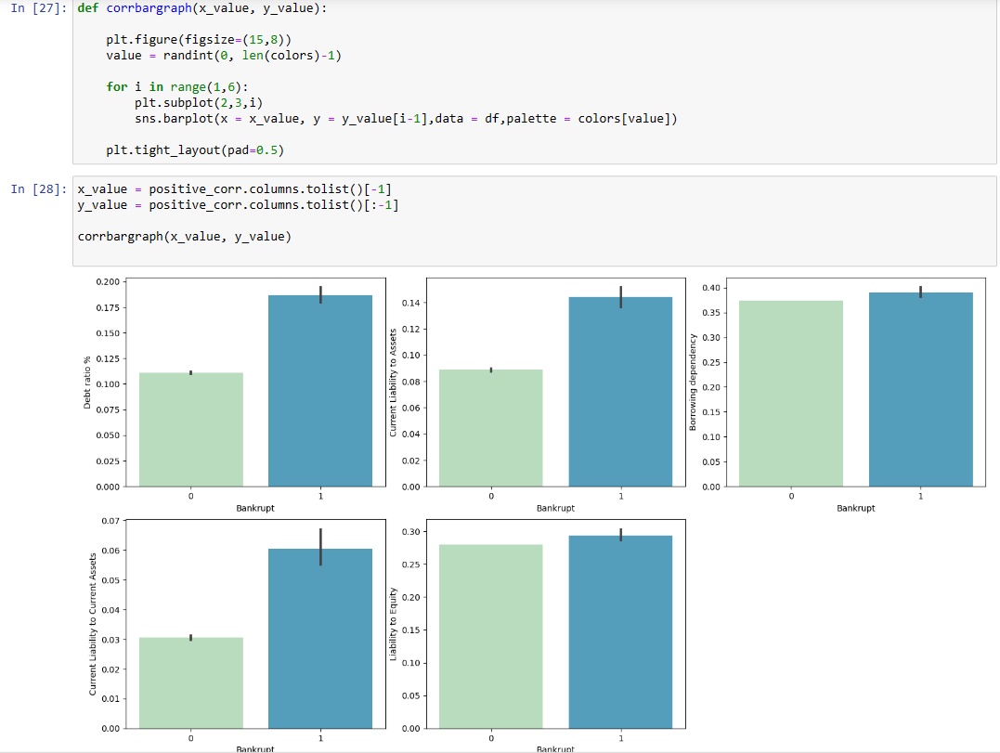 In [27]: def corrbargraph(x_value, y_value):
plt.figure(figsize=(15,8))
value = randint(0, len(colors)-1)
for i in range(1,6):
plt.subplot(2,3,i)
sns.barplot(x = x_value, y = y_value[i-1],data = df,palette = colors[value])
plt.tight_layout(pad=0.5)
In [28]: x_value = positive_corr.columns.tolist()[-1]
y_value = positive_corr.columns.tolist()[:-1]
corrbargraph(x_value, y_value)
Debt ratio %
0.200
0.175
0.150
0.125
0.100
0.075
0.050
0.025
0.000
0 1
Bankrupt
Current Liability to Assets
0.14
0.12
0.10
0.08
0.06
0.04
0.02
0.00
0 1
Bankrupt
Borrowing dependency
0.40
0.35
0.30
0.25
0.20
0.15
0.10
0.05
0.00
0 1
Bankrupt
Current Liability to Current Assets
0.07
0.06
0.05
0.04
0.03
0.02
0.01
0.00
0 1
Bankrupt
Liability to Equity
0.30
0.25
0.20
0.15
0.10
0.05
0.00
0 1
Bankrupt